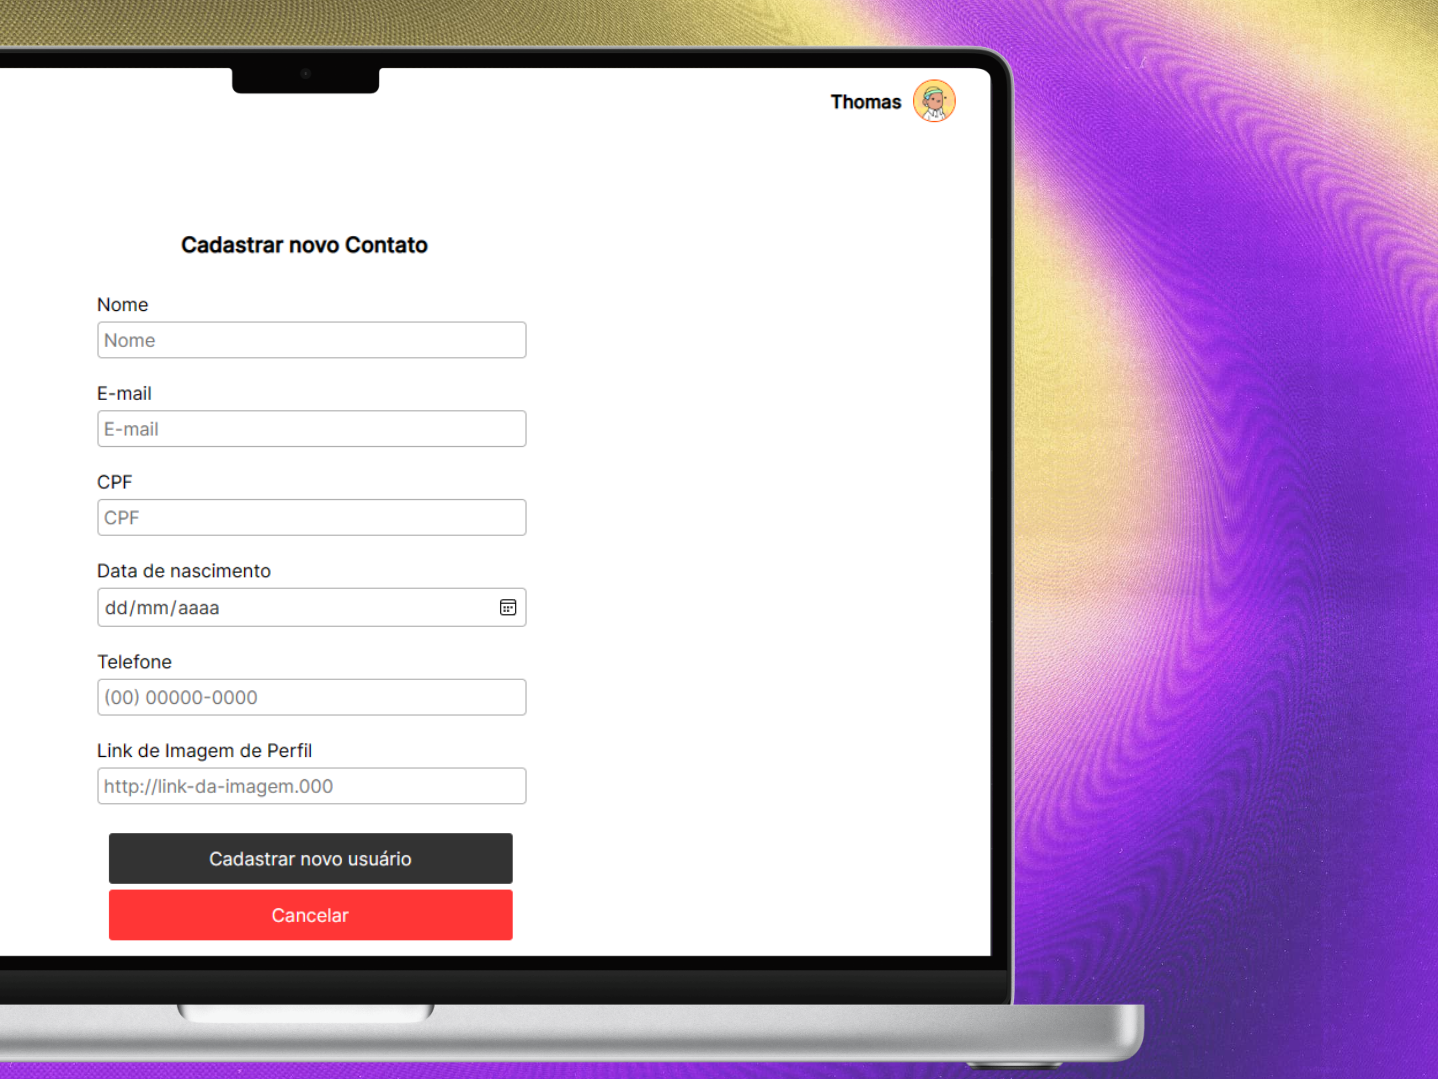 Thomas
Cadastrar novo Contato
Nome
Nome
E-mail
E-mail
CPF
CPF
Data de nascimento
dd/mm/aaaa
Telefone
(00) 00000-0000
Link de Imagem de Perfil
http://link-da-imagem.000
Cadastrar novo usuário
Cancelar